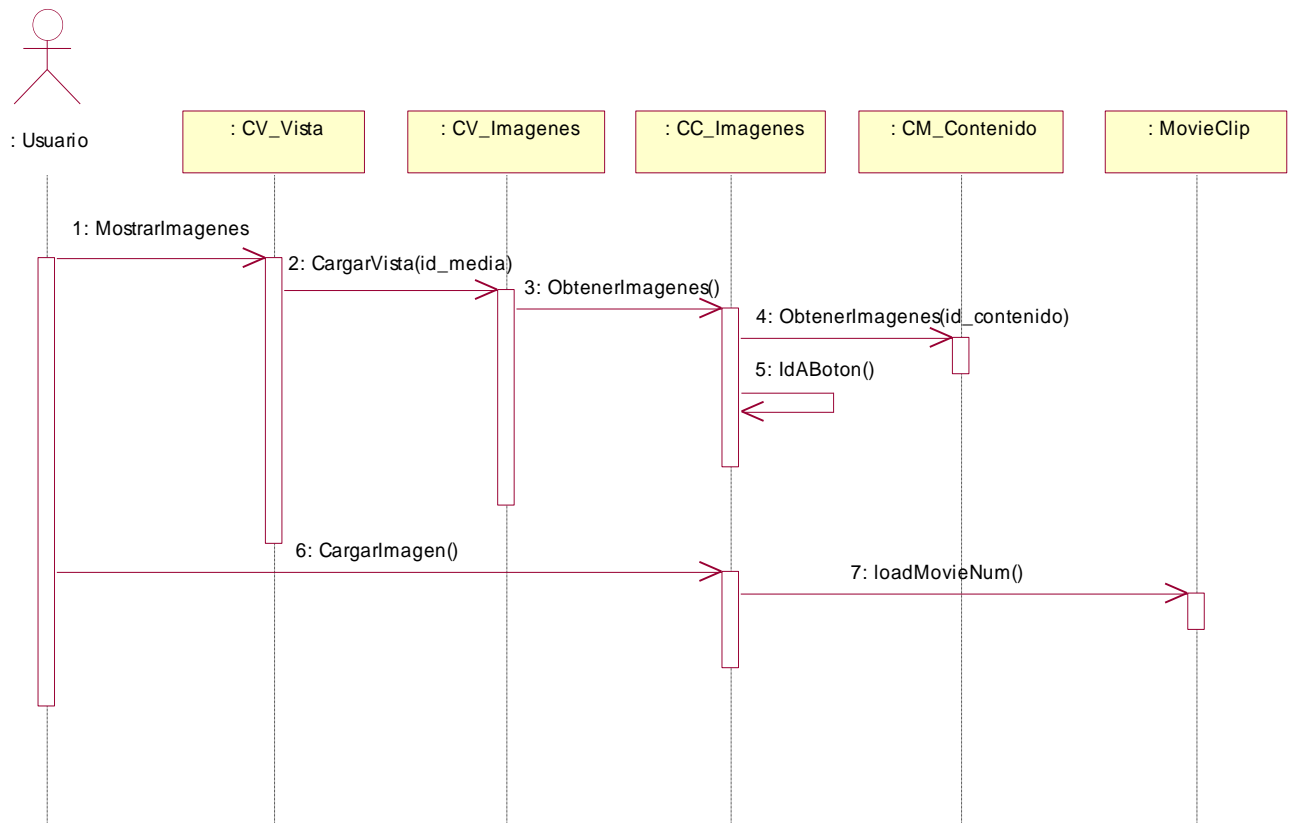 : Usuario
: CV_Vista
: CV_Imagenes
: CC_Imagenes
: CM_Contenido
: MovieClip
1: MostrarImagenes
2: CargarVista(id_media)
3: ObtenerImagenes()
4: ObtenerImagenes(id_contenido)
5: IdABoton()
6: CargarImagen()
7: loadMovieNum()